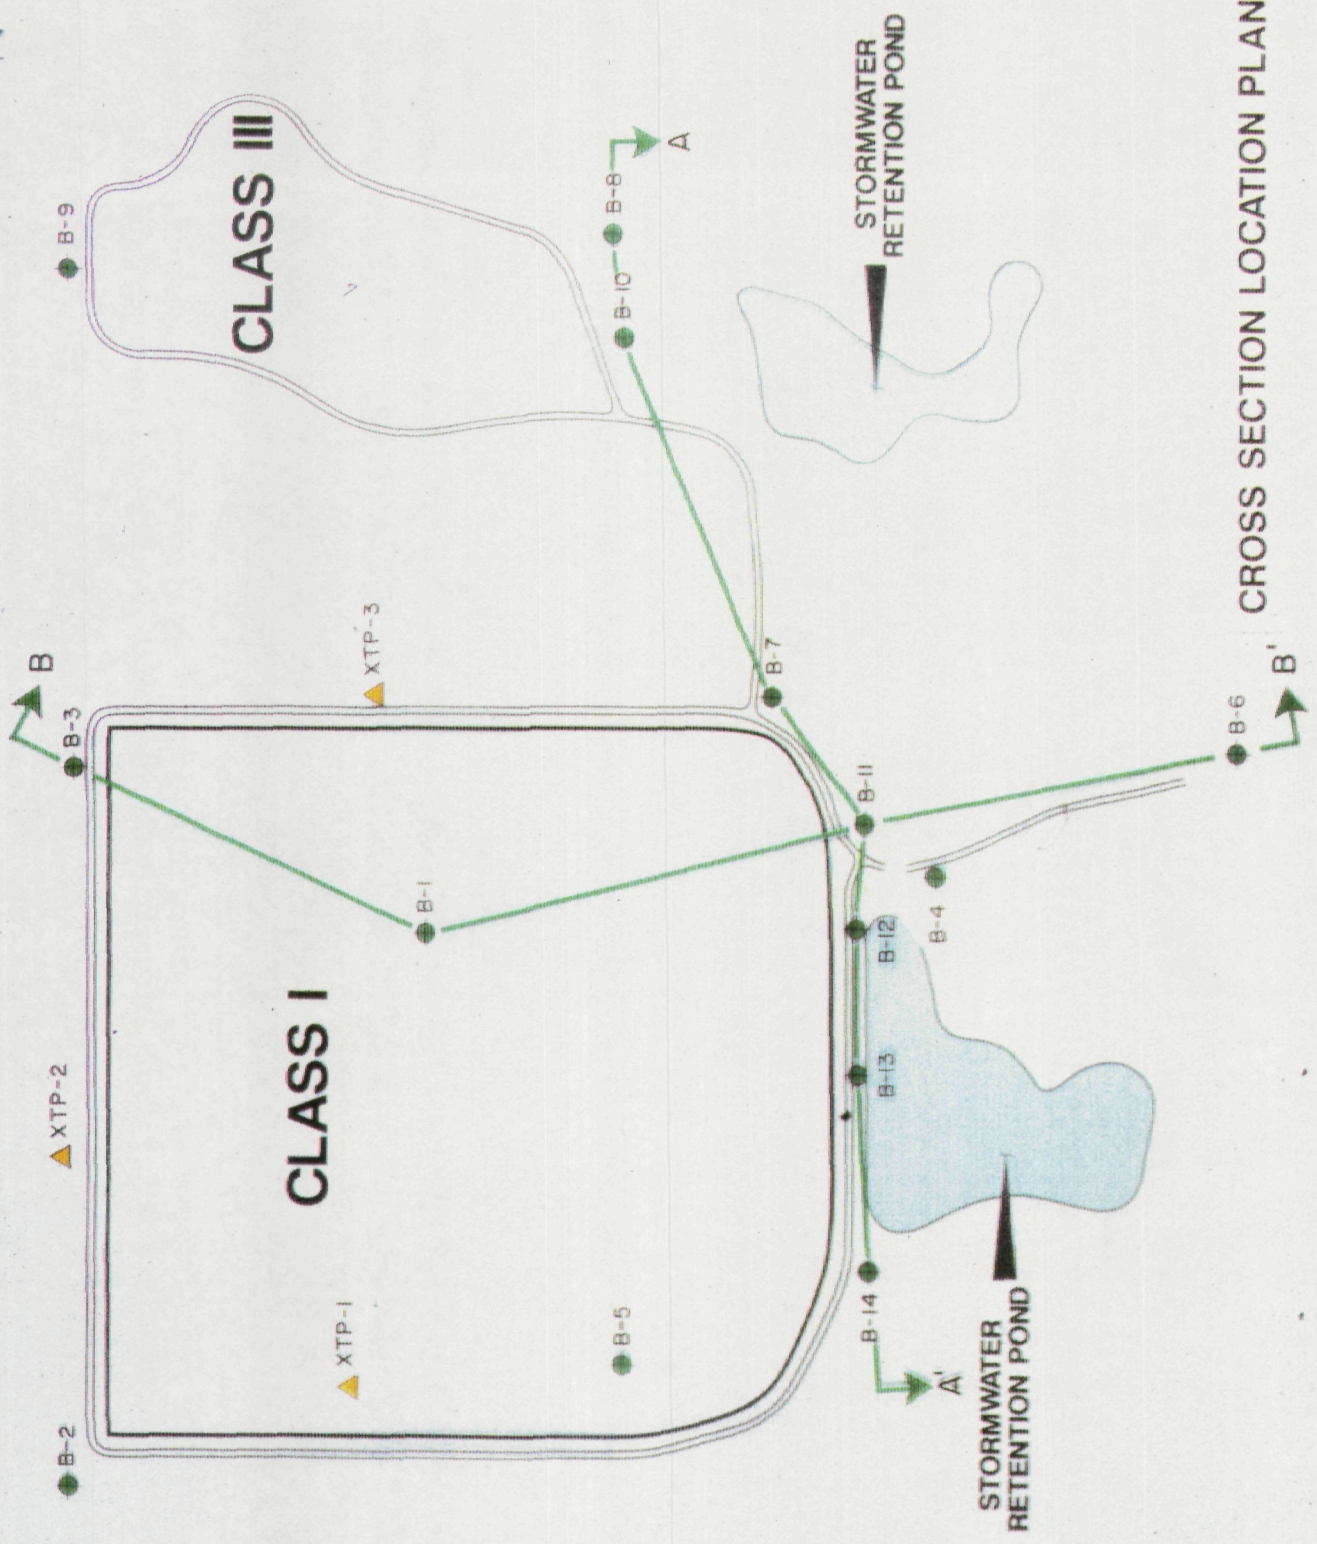 B-2
XTP-2
B-3
B
B-9
XTP-1
CLASS I
B-1
XTP-3
CLASS III
B-5
B-10
B-8
A
B-14
A'
B-13
B-12
B-11
B-7
B-4
STORMWATER
RETENTION POND
STORMWATER
RETENTION POND
B-6
B'
CROSS SECTION LOCATION PLAN